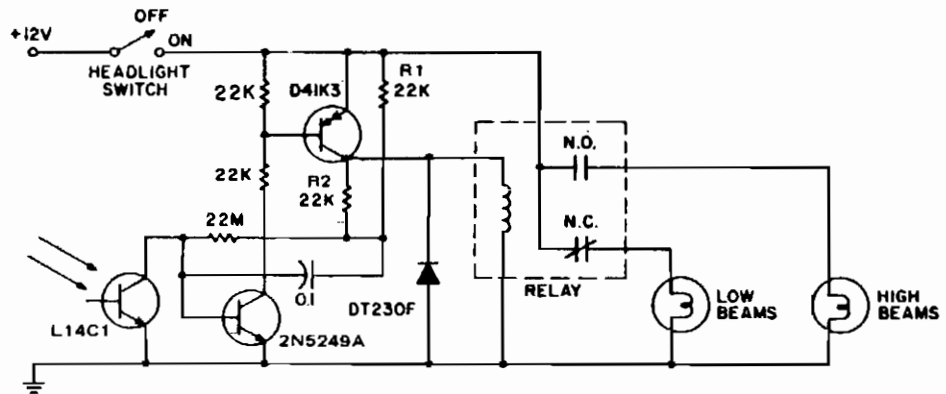 OFF
+12V
ON
HEADLIGHT
SWITCH
22K
D41K3
R1
22K
N.O.
22K
R2
22K
22M
N.C.
0.1
DT230F
RELAY
LOW
BEAMS
HIGH
BEAMS
L14C1
2N5249A